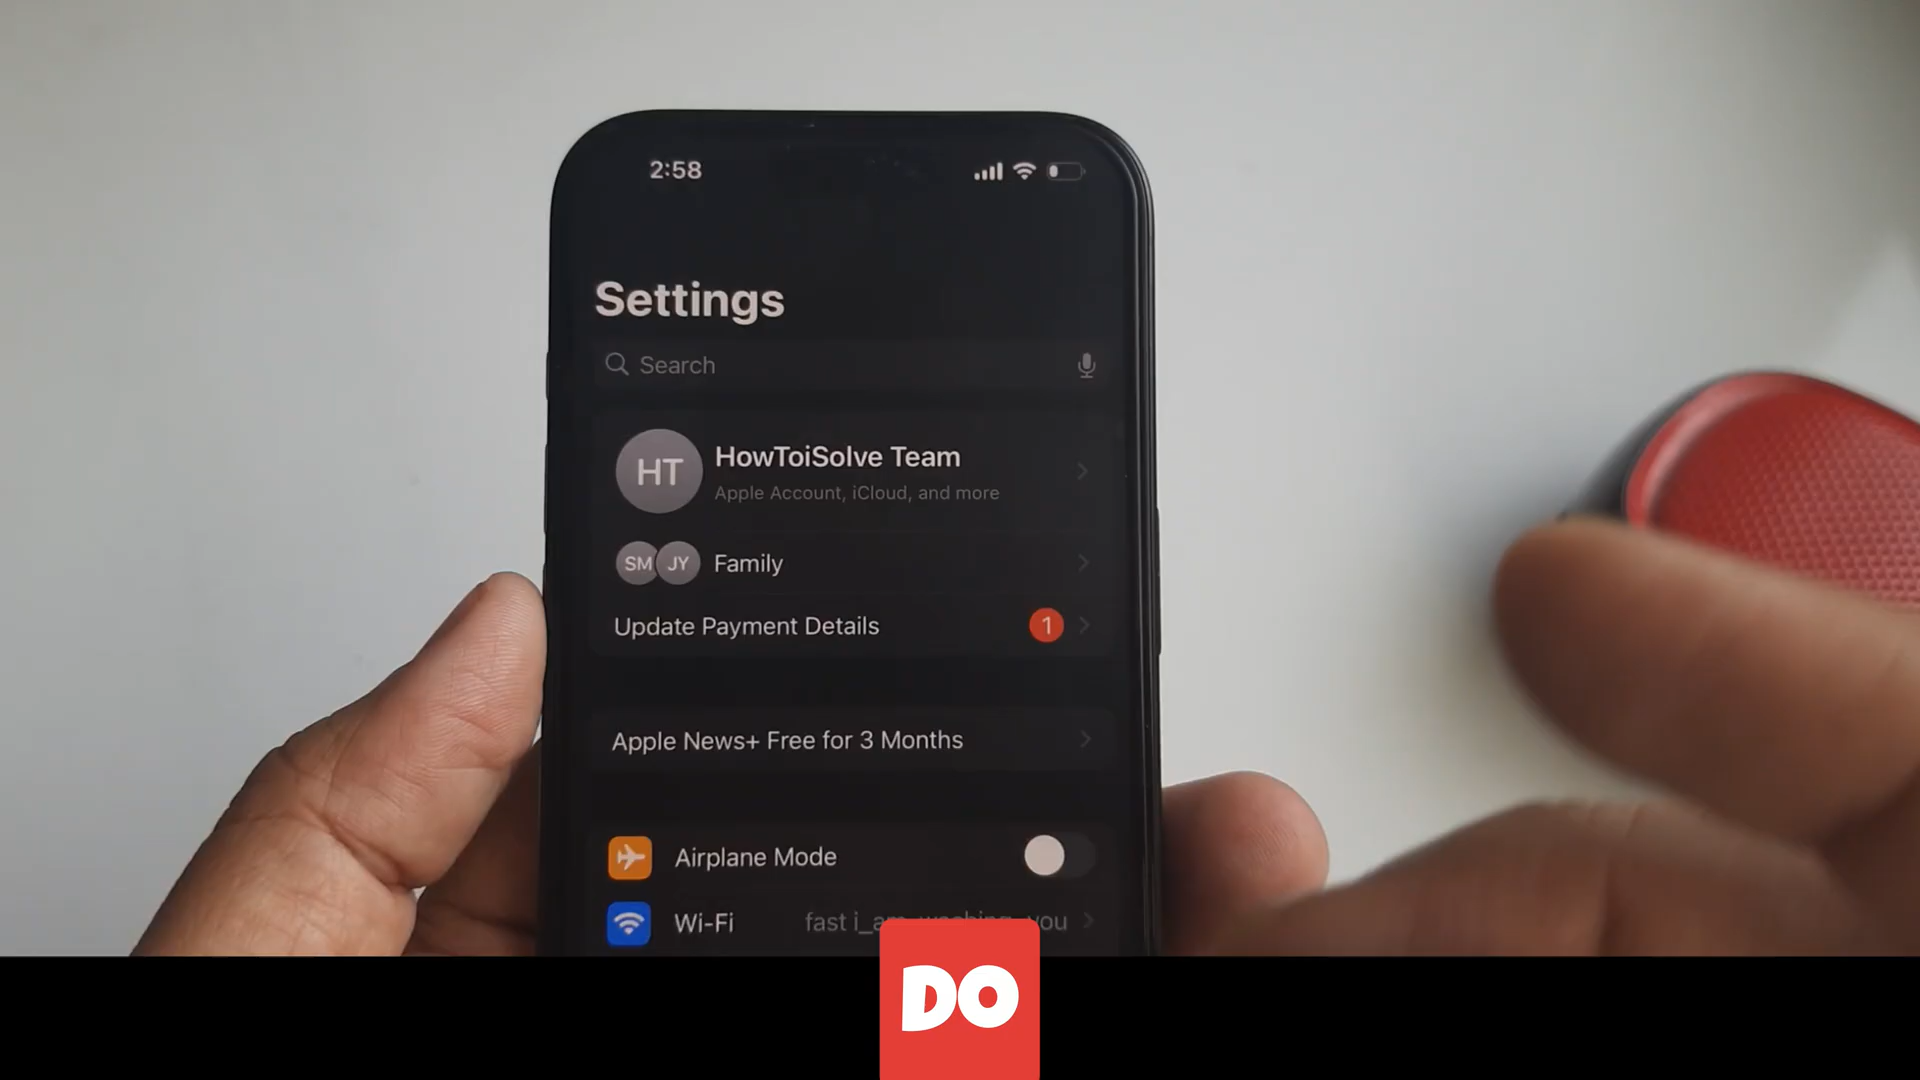 2:58
Settings
Search
HT
HowToiSolve Team
Apple Account, iCloud, and more
SM JY Family
Update Payment Details 1
Apple News+ Free for 3 Months
Airplane Mode
Wi-Fi fast
DO